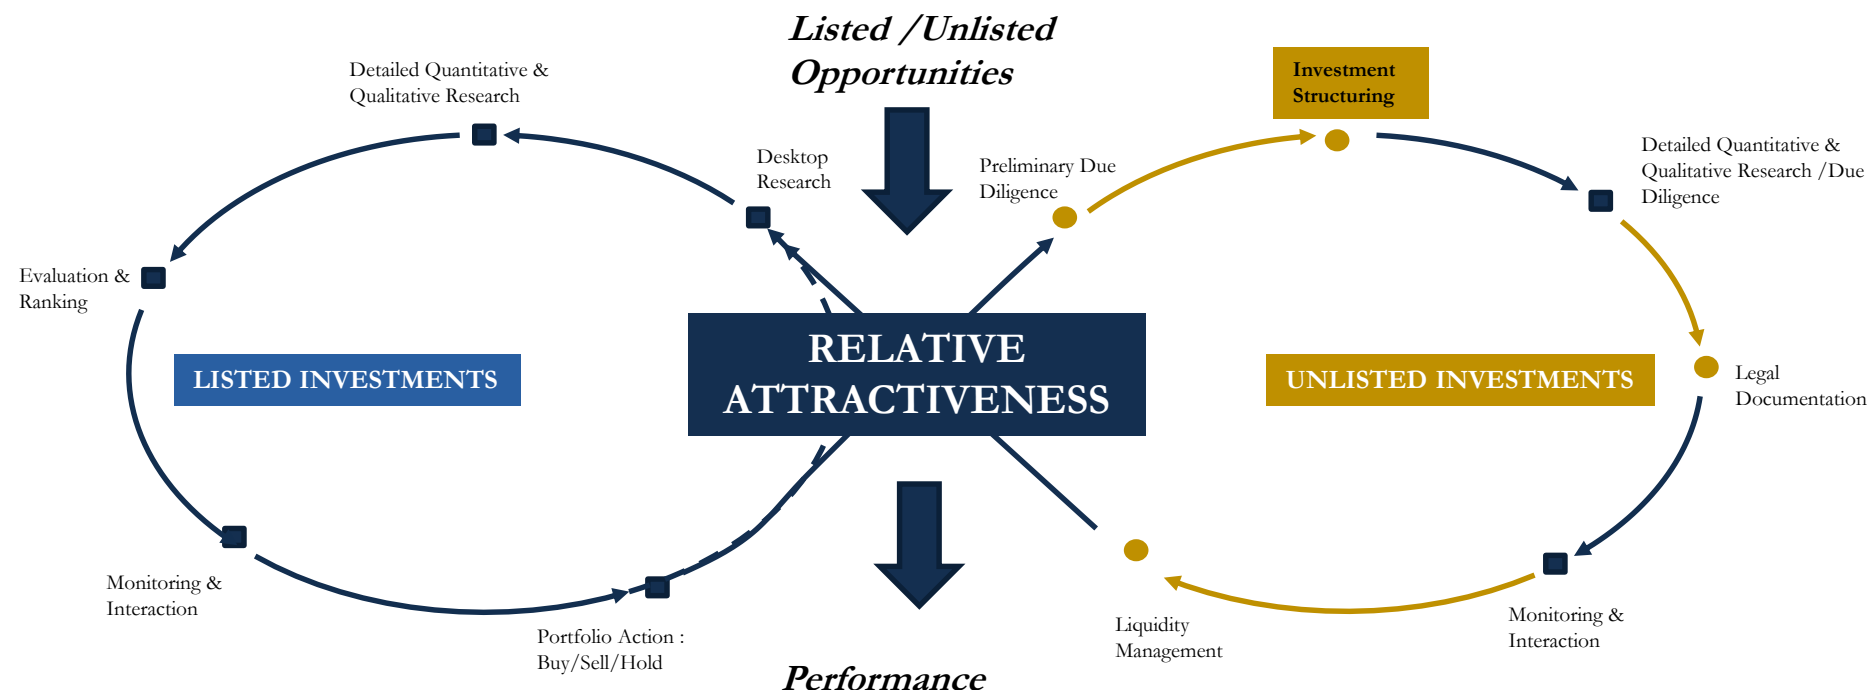 Listed /Unlisted
Opportunities
Detailed Quantitative &
Qualitative Research
Desktop
Research
Evaluation &
Ranking
LISTED INVESTMENTS
Monitoring &
Interaction
Portfolio Action :
Buy/Sell/Hold
RELATIVE
ATTRACTIVENESS
Preliminary Due
Diligence
Investment
Structuring
Detailed Quantitative &
Qualitative Research /Due
Diligence
UNLISTED INVESTMENTS
Legal
Documentation
Monitoring &
Interaction
Liquidity
Management
Performance